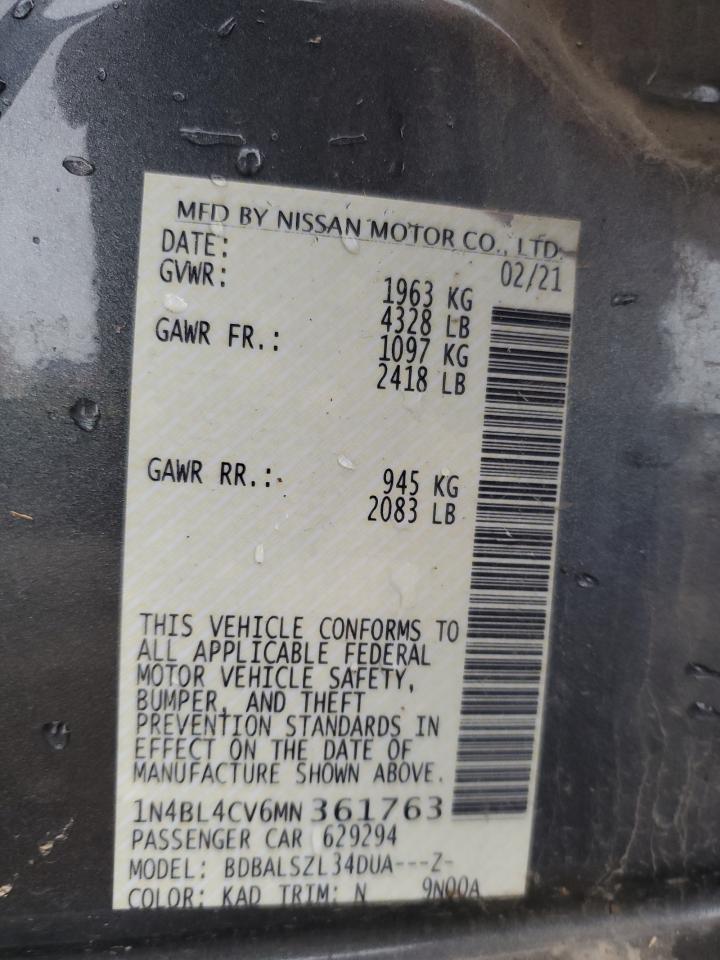 MFD BY NISSAN MOTOR CO., LTD.
DATE: 02/21
GVWR: 1963 KG
4328 LB
GAWR FR.: 1097 KG
2418 LB
GAWR RR.: 945 KG
2083 LB
THIS VEHICLE CONFORMS TO
ALL APPLICABLE FEDERAL
MOTOR VEHICLE SAFETY,
BUMPER, AND THEFT
PREVENTION STANDARDS IN
EFFECT ON THE DATE OF
MANUFACTURE SHOWN ABOVE.
1N4BL4CV6MN 361763
PASSENGER CAR 629294
MODEL: BDBALSZL34DUA---Z-
COLOR: KAD TRIM: N 9N00A